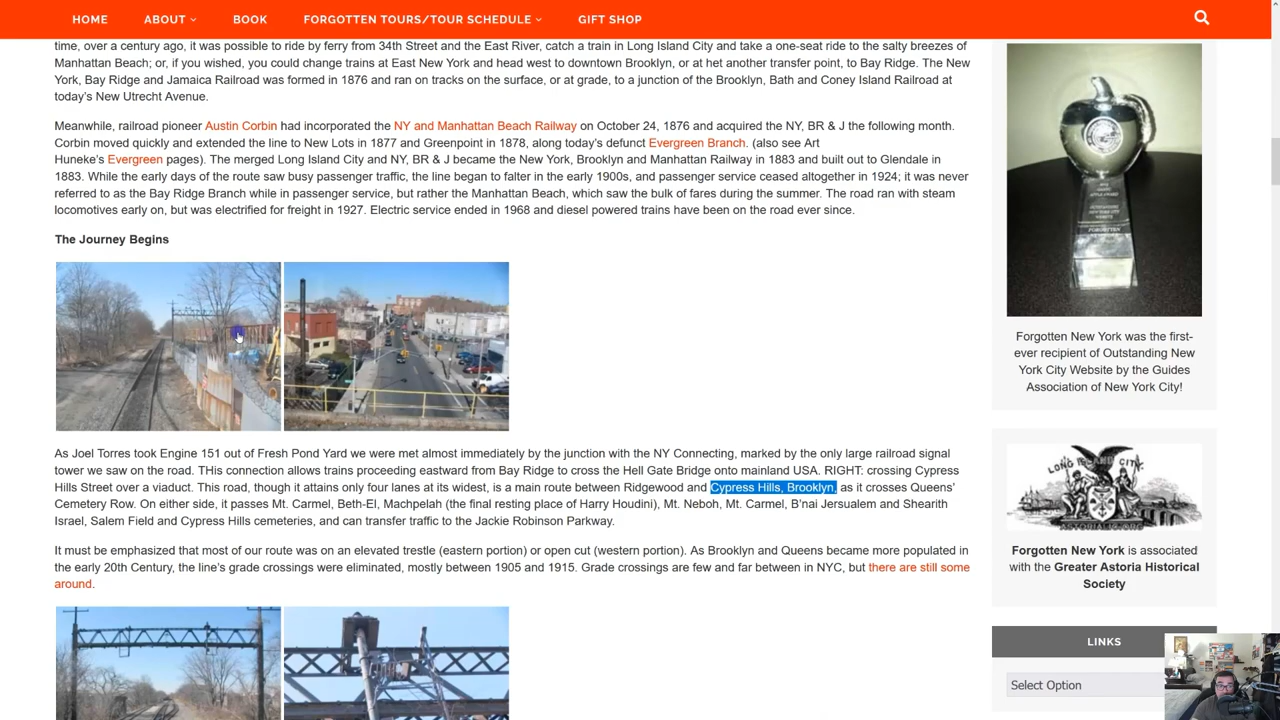 HOME
ABOUT
BOOK
FORGOTTEN TOURS/TOUR SCHEDULE
GIFT SHOP
time, over a century ago, it was possible to ride by ferry from 34th Street and the East River, catch a train in Long Island City and take a one-seat ride to the salty breezes of
Manhattan Beach; or, if you wished, you could change trains at East New York and head west to downtown Brooklyn, or at het another transfer point, to Bay Ridge. The New
York, Bay Ridge and Jamaica Railroad was formed in 1876 and ran on tracks on the surface, or at grade, to a junction of the Brooklyn, Bath and Coney Island Railroad at
today's New Utrecht Avenue.
Meanwhile, railroad pioneer Austin Corbin had incorporated the NY and Manhattan Beach Railway on October 24, 1876 and acquired the NY, BR & J the following month.
Corbin moved quickly and extended the line to New Lots in 1877 and Greenpoint in 1878, along today's defunct Evergreen Branch. (also see Art
Huneke's Evergreen pages). The merged Long Island City and NY, BR & J became the New York, Brooklyn and Manhattan Railway in 1883 and built out to Glendale in
1883. While the early days of the route saw busy passenger traffic, the line began to falter in the early 1900s, and passenger service ceased altogether in 1924; it was never
referred to as the Bay Ridge Branch while in passenger service, but rather the Manhattan Beach, which saw the bulk of fares during the summer. The road ran with steam
locomotives early on, but was electrified for freight in 1927. Electric service ended in 1968 and diesel powered trains have been on the road ever since.
The Journey Begins
As Joel Torres took Engine 151 out of Fresh Pond Yard we were met almost immediately by the junction with the NY Connecting, marked by the only large railroad signal
tower we saw on the road. THis connection allows trains proceeding eastward from Bay Ridge to cross the Hell Gate Bridge onto mainland USA. RIGHT: crossing Cypress
Hills Street over a viaduct. This road, though it attains only four lanes at its widest, is a main route between Ridgewood and Cypress Hills, Brooklyn, as it crosses Queens'
Cemetery Row. On either side, it passes Mt. Carmel, Beth-El, Machpelah (the final resting place of Harry Houdini), Mt. Neboh, Mt. Carmel, B'nai Jersualem and Shearith
Israel, Salem Field and Cypress Hills cemeteries, and can transfer traffic to the Jackie Robinson Parkway.
It must be emphasized that most of our route was on an elevated trestle (eastern portion) or open cut (western portion). As Brooklyn and Queens became more populated in
the early 20th Century, the line's grade crossings were eliminated, mostly between 1905 and 1915. Grade crossings are few and far between in NYC, but there are still some
around.
Forgotten New York was the first-
ever recipient of Outstanding New
York City Website by the Guides
Association of New York City!
LONG ISLAND CITY
ASTORIALIC.ORG
Forgotten New York is associated
with the Greater Astoria Historical
Society
LINKS
Select Option